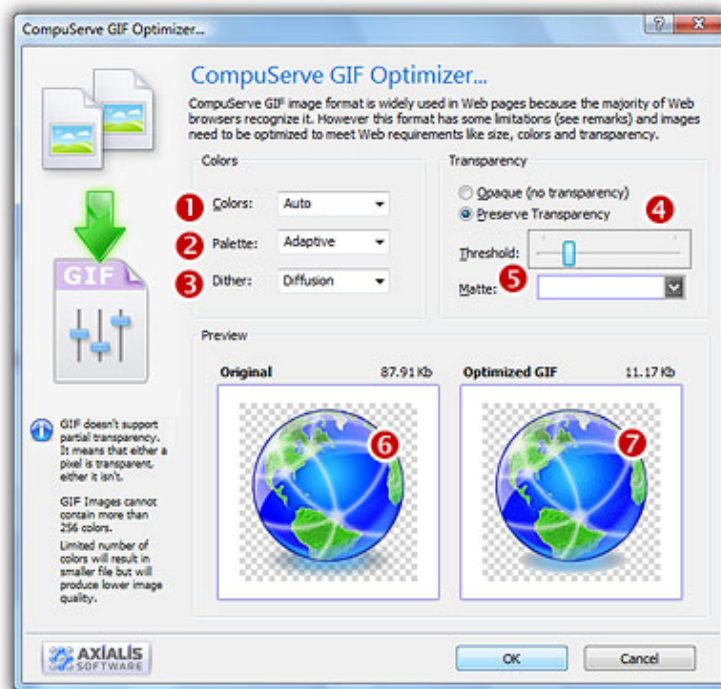 CompuServe GIF Optimizer...
CompuServe GIF Optimizer...
CompuServe GIF image format is widely used in Web pages because the majority of Web
browsers recognize it. However this format has some limitations (see remarks) and images
need to be optimized to meet Web requirements like size, colors and transparency.
Colors
1 Colors: Auto
2 Palette: Adaptive
3 Dither: Diffusion
Transparency
Opaque (no transparency)
Preserve Transparency 4
Threshold:
Matte: 5
GIF
Preview
Original 87.91 Kb
Optimized GIF 11.17 Kb
6
7
GIF doesn't support
partial transparency.
It means that either a
pixel is transparent,
either it isn't.
GIF Images cannot
contain more than
256 colors.
Limited number of
colors will result in
smaller file but will
produce lower image
quality.
AXIALIS
SOFTWARE
OK
Cancel